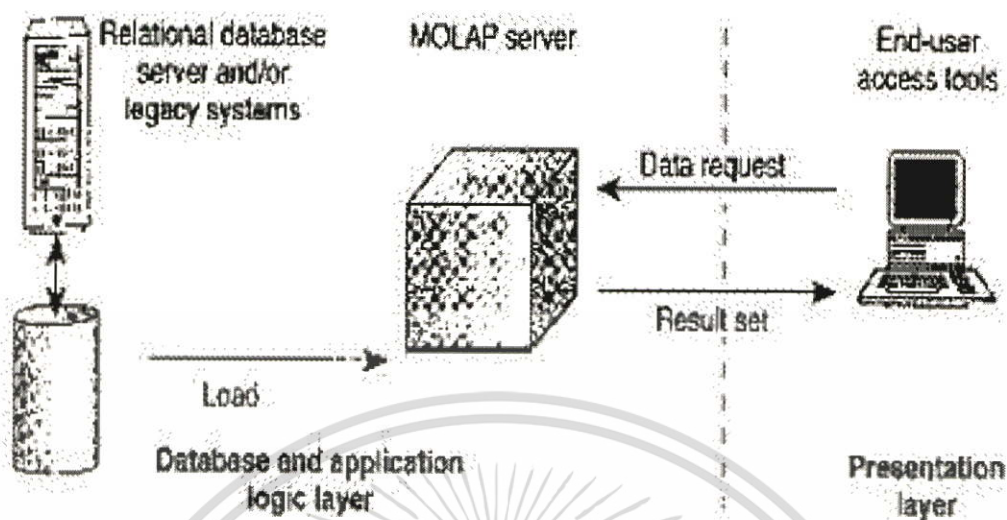 Relational database
server and/or
legacy systems
MOLAP server
End-user
access tools
Data request
Result set
Load
Database and application
logic layer
Presentation
layer